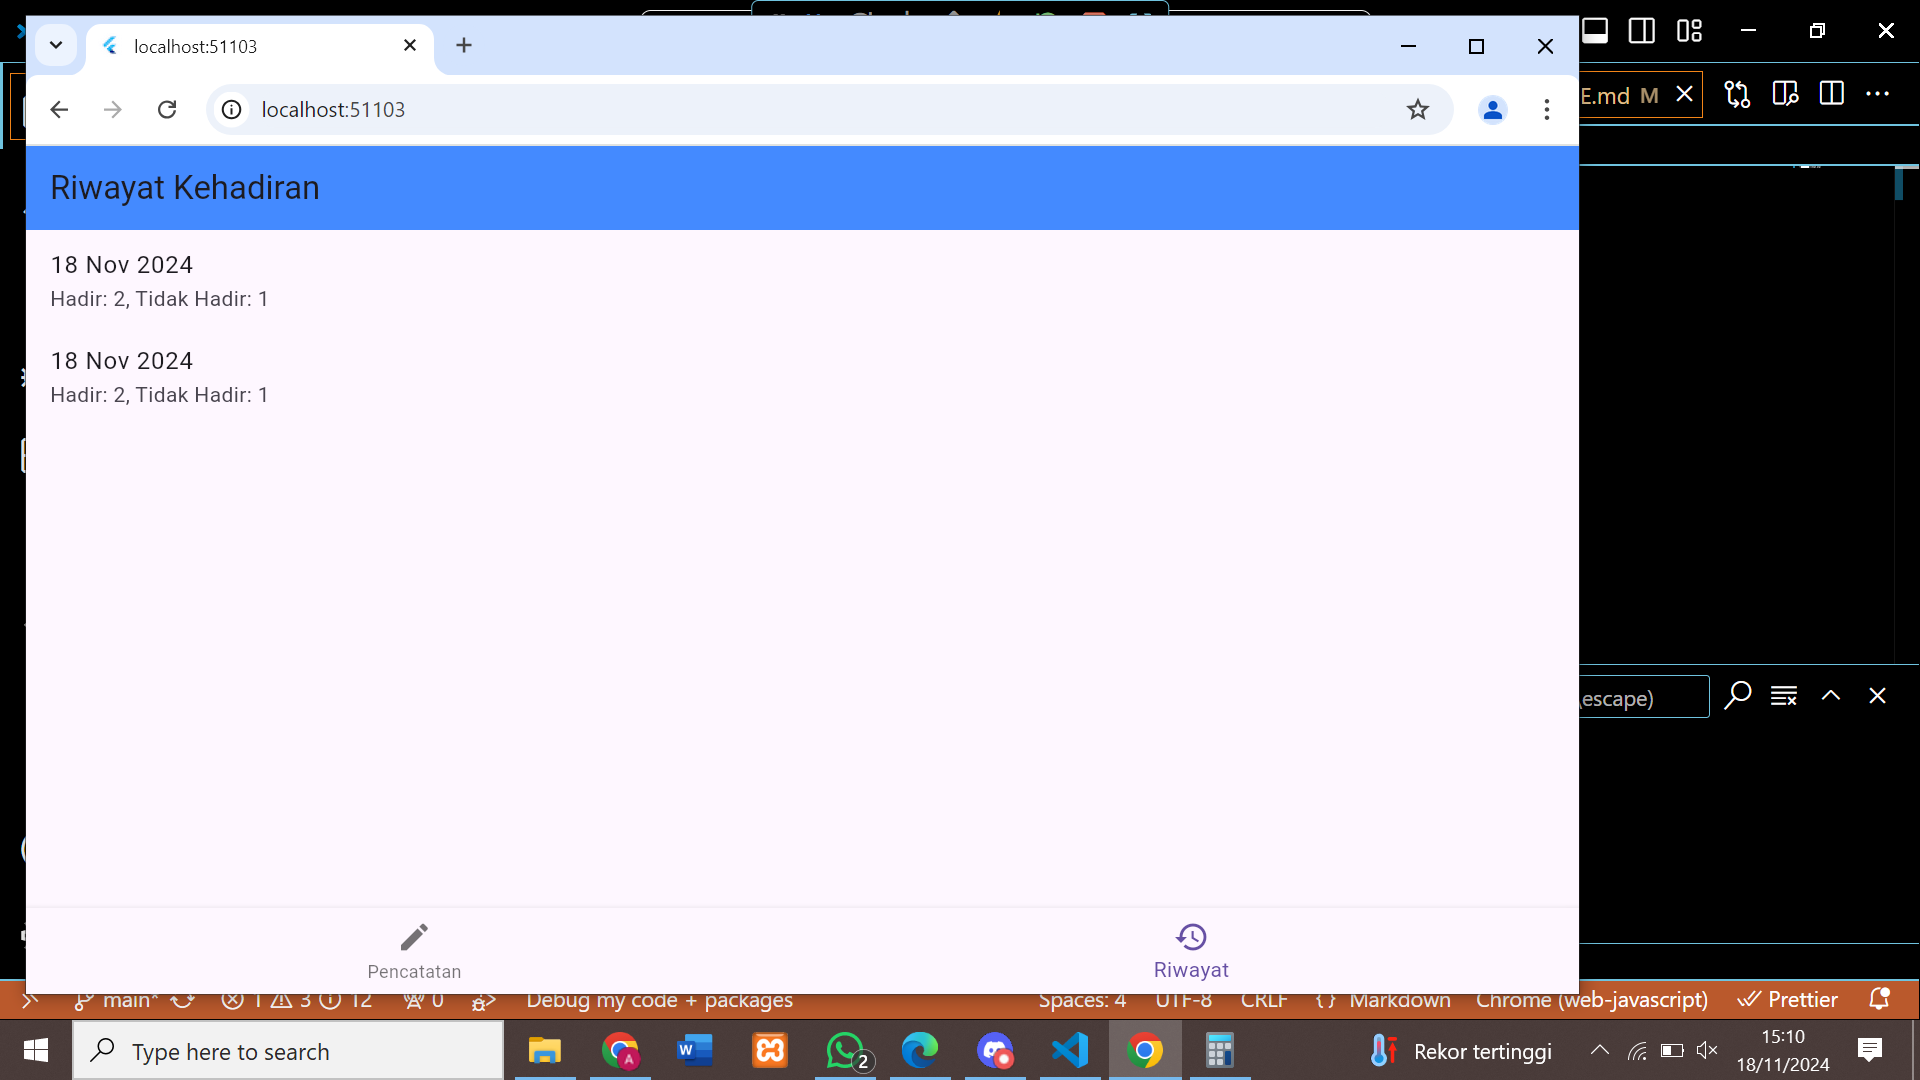 localhost:51103
localhost:51103
E.md M
Riwayat Kehadiran
18 Nov 2024
Hadir: 2, Tidak Hadir: 1
18 Nov 2024
Hadir: 2, Tidak Hadir: 1
escape)
Pencatatan
Riwayat
main* 1 3 12 0 Debug my code + packages Spaces: 4 UTF-8 CRLF {} Markdown Chrome (web-javascript) Prettier
Type here to search
W
A
2
Rekor tertinggi
15:10
18/11/2024